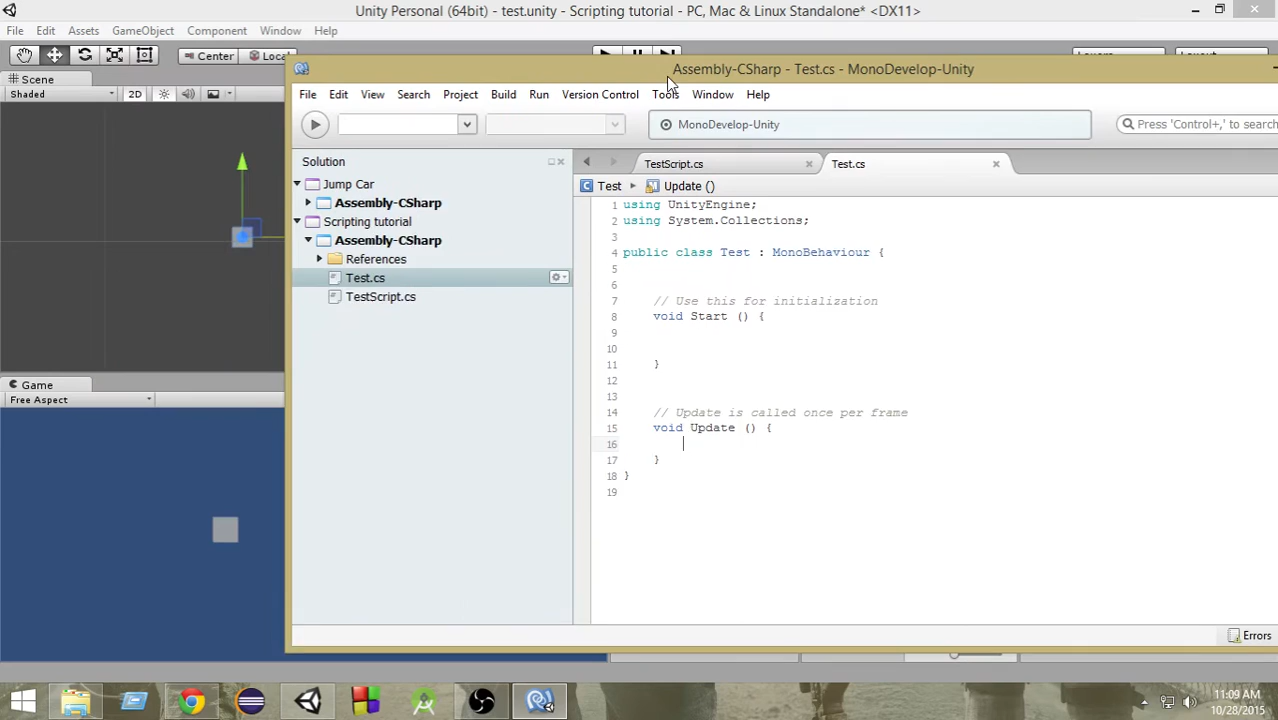 Unity Personal (64bit) - test.unity - Scripting tutorial - PC, Mac & Linux Standalone* <DX11>
File Edit Assets GameObject Component Window Help
Center Local
Scene
Shaded 2D
Game
Free Aspect
Assembly-CSharp - Test.cs - MonoDevelop-Unity
File Edit View Search Project Build Run Version Control Tools Window Help
MonoDevelop-Unity
Press 'Control+,' to search
Solution
Jump Car
Assembly-CSharp
Scripting tutorial
Assembly-CSharp
References
Test.cs
TestScript.cs
TestScript.cs Test.cs
Test Update ()
1 using UnityEngine;
2 using System.Collections;
3
4 public class Test : MonoBehaviour {
5
6
7 // Use this for initialization
8 void Start () {
9
10
11 }
12
13
14 // Update is called once per frame
15 void Update () {
16
17 }
18 }
19
Errors
11:09 AM
10/28/2015